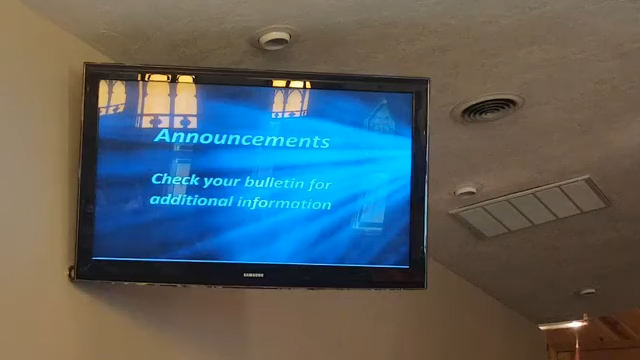 Announcements
Check your bulletin for
additional information
SAMSUNG